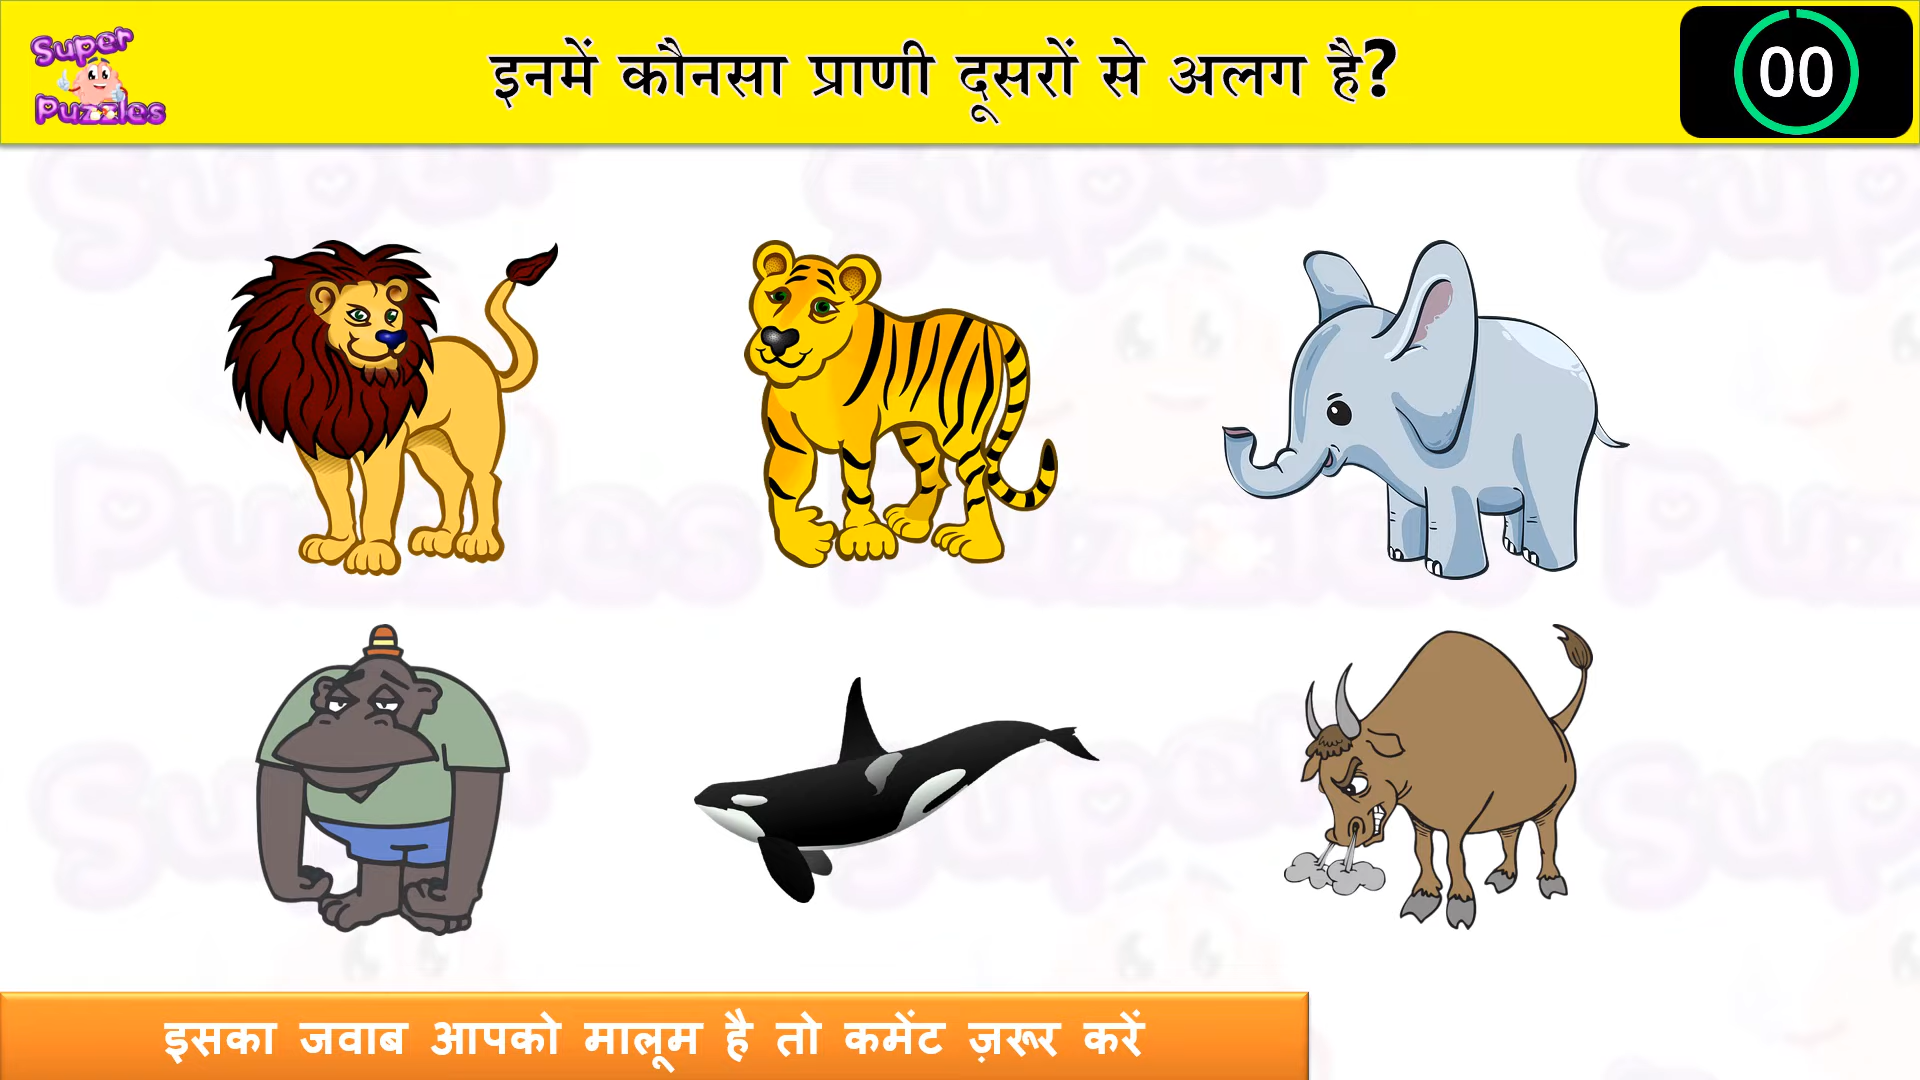 Super
Puzzles
इनमें कौनसा प्राणी दूसरों से अलग है?
00
इसका जवाब आपको मालूम है तो कमेंट ज़रूर करें